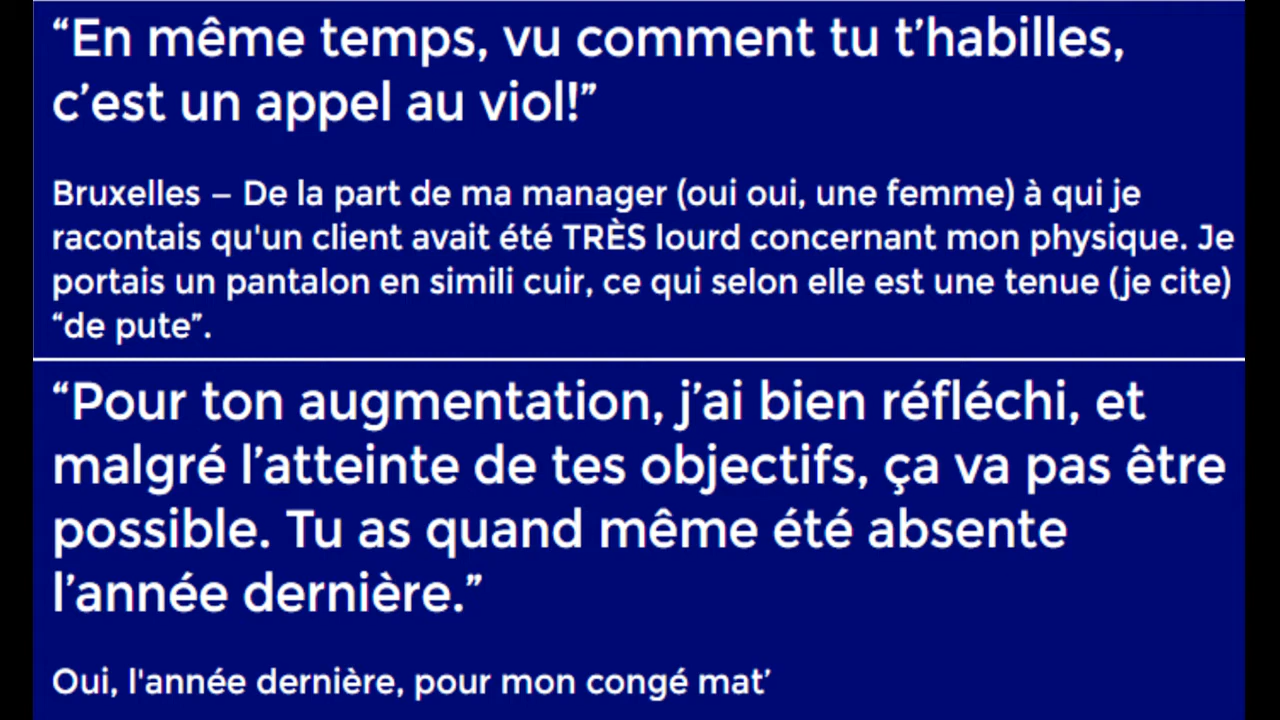 “En même temps, vu comment tu t’habilles,
c’est un appel au viol!”
Bruxelles – De la part de ma manager (oui oui, une femme) à qui je
racontais qu'un client avait été TRÈS lourd concernant mon physique. Je
portais un pantalon en simili cuir, ce qui selon elle est une tenue (je cite)
“de pute”.
“Pour ton augmentation, j’ai bien réfléchi, et
malgré l’atteinte de tes objectifs, ça va pas être
possible. Tu as quand même été absente
l’année dernière.”
Oui, l'année dernière, pour mon congé mat’